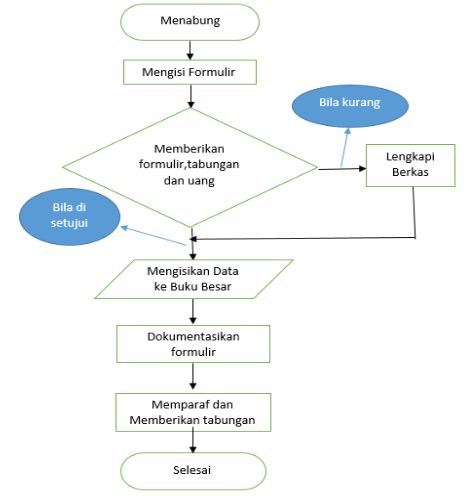 Menabung
Mengisi Formulir
Bila kurang
Memberikan
formulir,tabungan
dan uang
Lengkapi
Berkas
Bila di
setujui
Mengisikan Data
ke Buku Besar
Dokumentasikan
formulir
Memparaf dan
Memberikan tabungan
Selesai